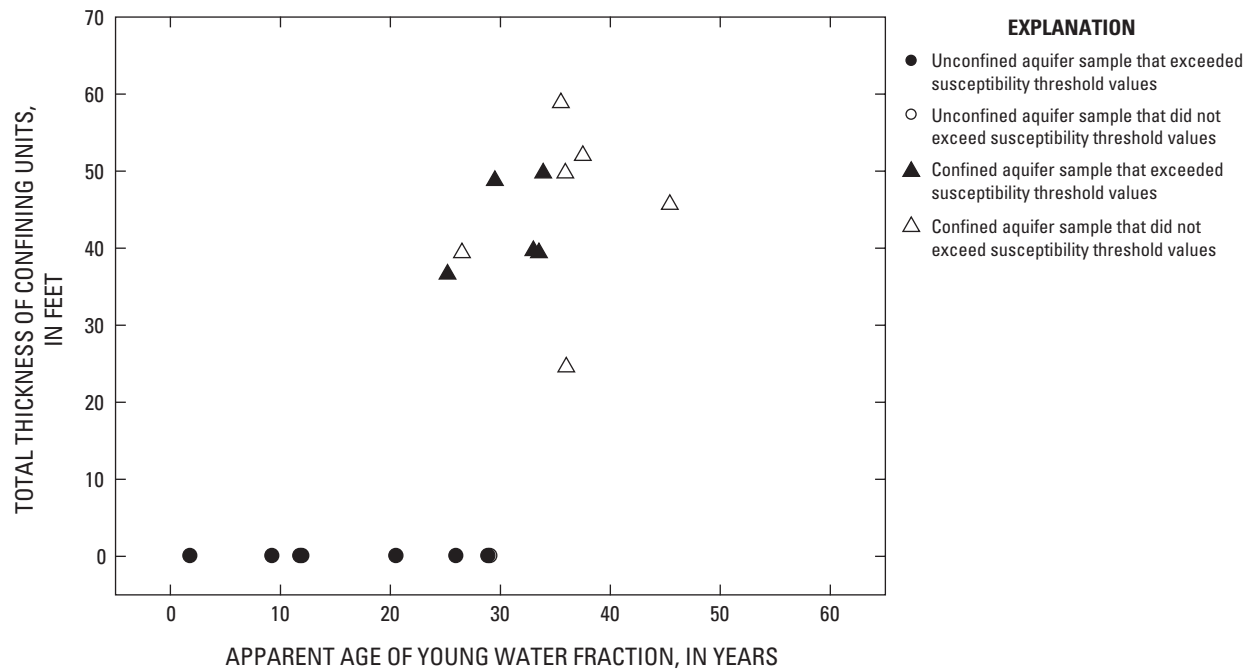 TOTAL THICKNESS OF CONFINING UNITS,
IN FEET
70
60
50
40
30
20
10
0
0
10
20
30
40
50
60
APPARENT AGE OF YOUNG WATER FRACTION, IN YEARS
EXPLANATION
Unconfined aquifer sample that exceeded
susceptibility threshold values
Unconfined aquifer sample that did not
exceed susceptibility threshold values
Confined aquifer sample that exceeded
susceptibility threshold values
Confined aquifer sample that did not
exceed susceptibility threshold values